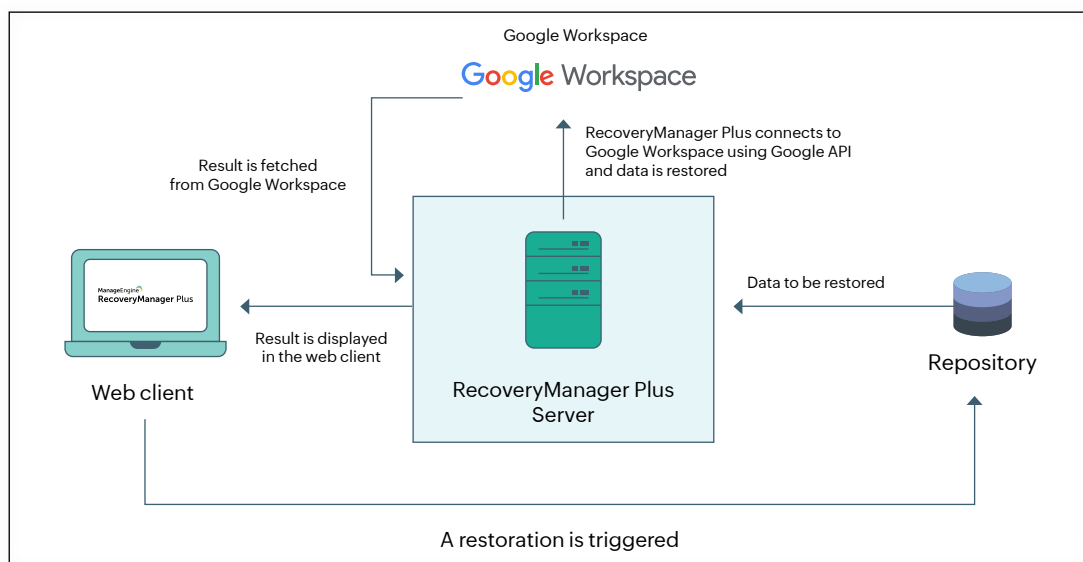 Google Workspace
Google Workspace
RecoveryManager Plus connects to
Google Workspace using Google API
and data is restored
Result is fetched
from Google Workspace
ManageEngine
RecoveryManager Plus
Data to be restored
Result is displayed
in the web client
Web client
RecoveryManager Plus
Server
Repository
A restoration is triggered